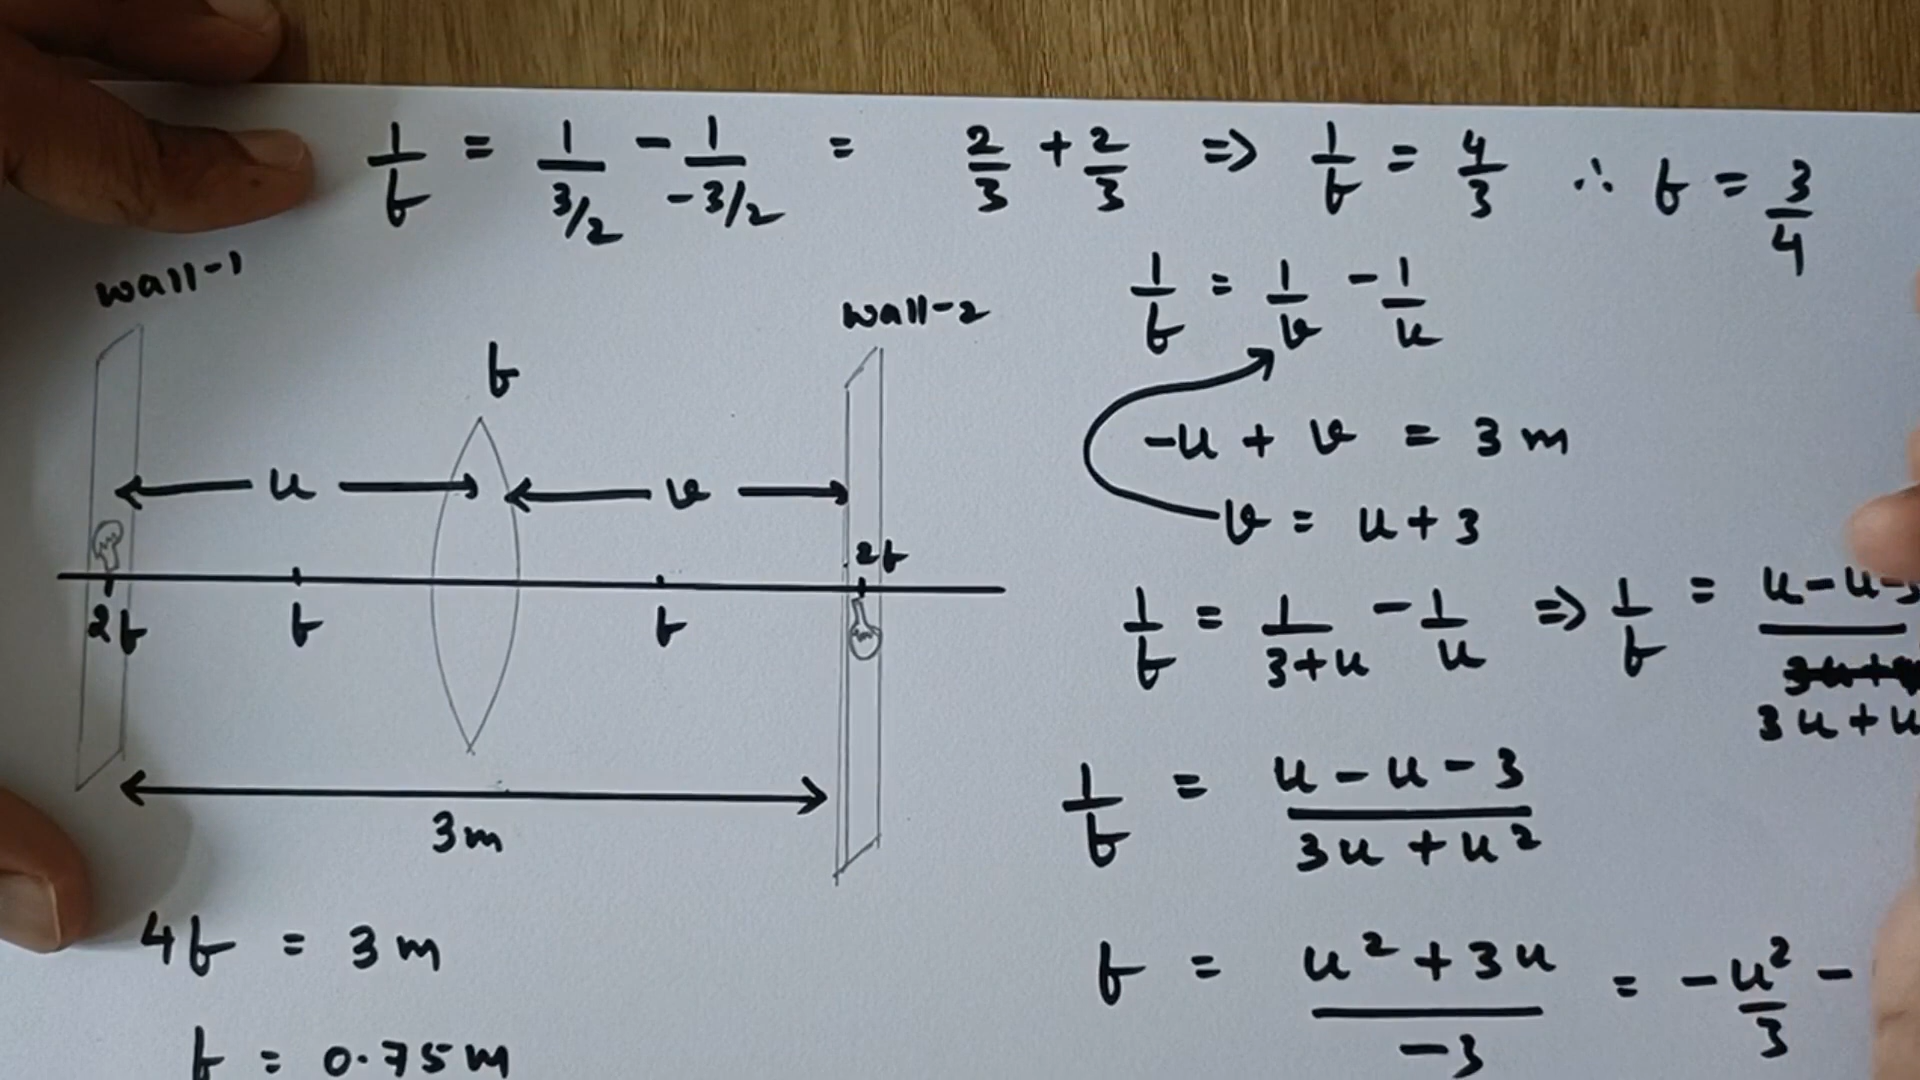 1/f = 1/3/2 - 1/-3/2 = 2/3 + 2/3 ⇒ 1/f = 4/3 ∴ f = 3/4
wall-1
wall-2
1/f = 1/v - 1/u
f
-u + v = 3 m
u
v
v = u + 3
2f
2f
f
f
1/f = 1/3+u - 1/u ⇒ 1/f = u-u-3
3u+u
1/f = u - u - 3/3u + u²
3m
4f = 3 m
f = u² + 3u/-3 = -u²/3 -
f = 0.75 m